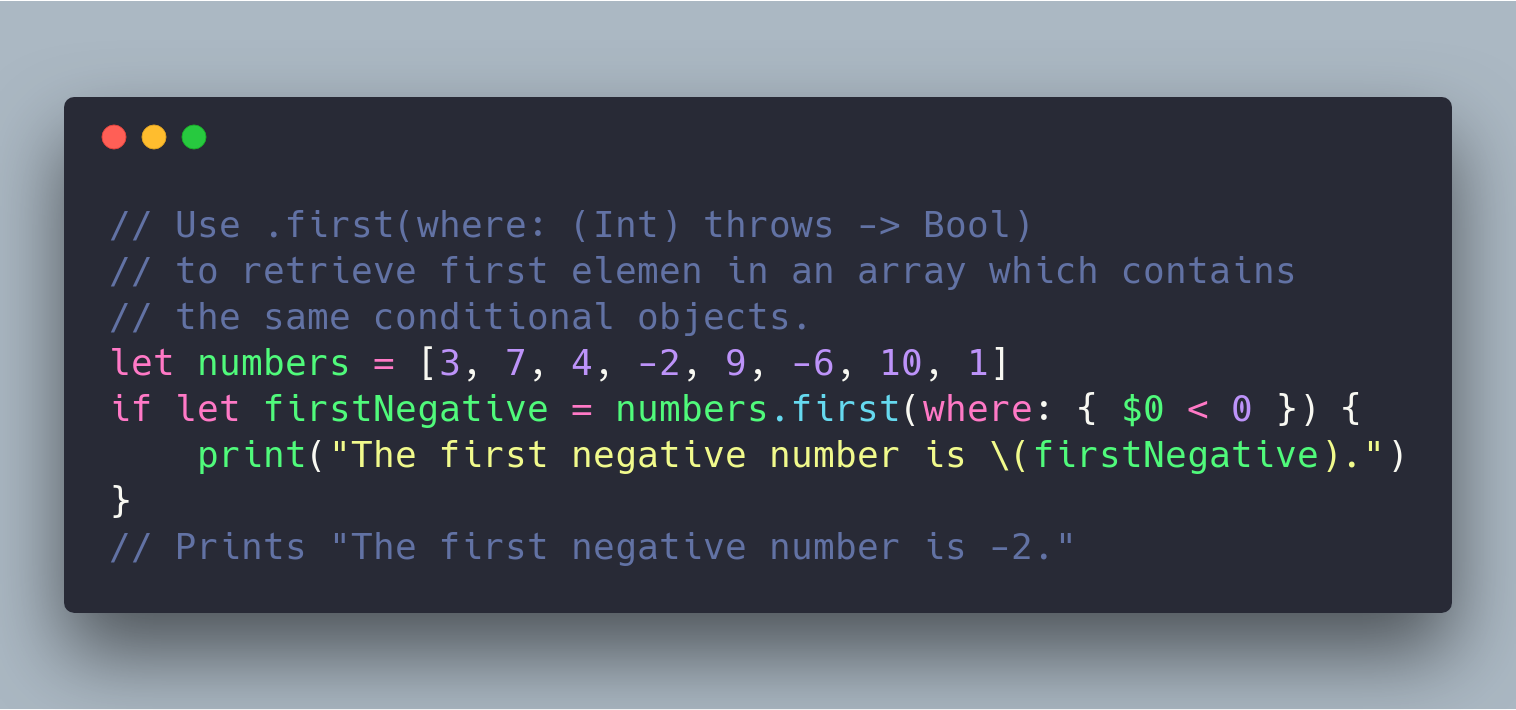 // Use .first(where: (Int) throws -> Bool)
// to retrieve first elemen in an array which contains
// the same conditional objects.
let numbers = [3, 7, 4, -2, 9, -6, 10, 1]
if let firstNegative = numbers.first(where: { $0 < 0 }) {
    print("The first negative number is \(firstNegative).")
}
// Prints "The first negative number is -2."